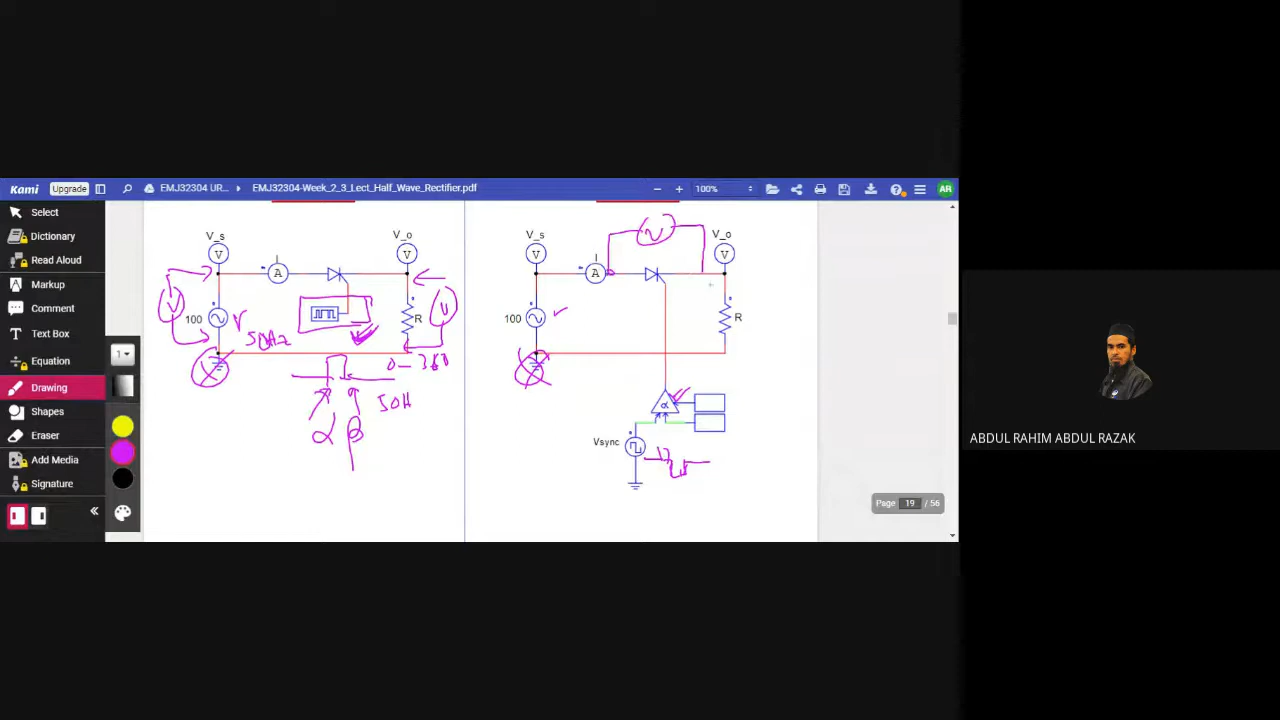 Kami Upgrade EMJ32304 UR... EMJ32304-Week_2_3_Lect_Half_Wave_Rectifier.pdf 100% AR
Select
Dictionary
Read Aloud
Markup
Comment
Text Box
Equation
Drawing
Shapes
Eraser
Add Media
Signature
1
V_s
V
I
A
V_o
V
100
R
V
V
50Hz
0 - 360
50H
α β
V_s
V
I
A
V_o
V
100
R
α
Vsync
Page 19 / 56
ABDUL RAHIM ABDUL RAZAK